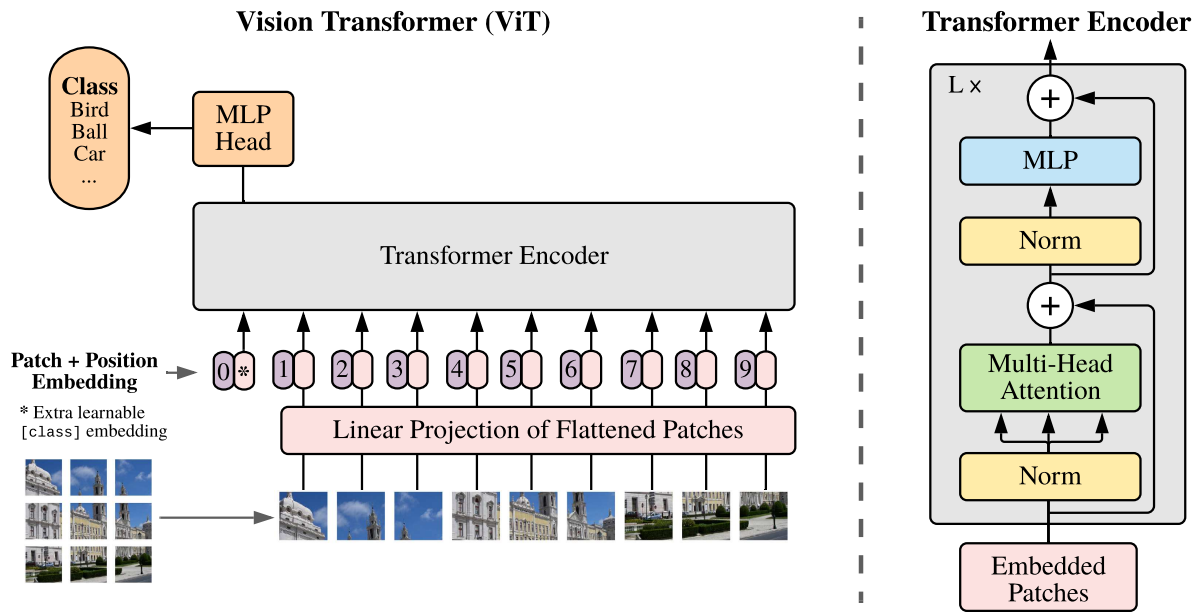 Vision Transformer (ViT)
Class
Bird
Ball
Car
...
MLP
Head
Transformer Encoder
Patch + Position
Embedding
* Extra learnable
[class] embedding
0 * 1 2 3 4 5 6 7 8 9
Linear Projection of Flattened Patches
Transformer Encoder
L x
+
MLP
Norm
+
Multi-Head
Attention
Norm
Embedded
Patches